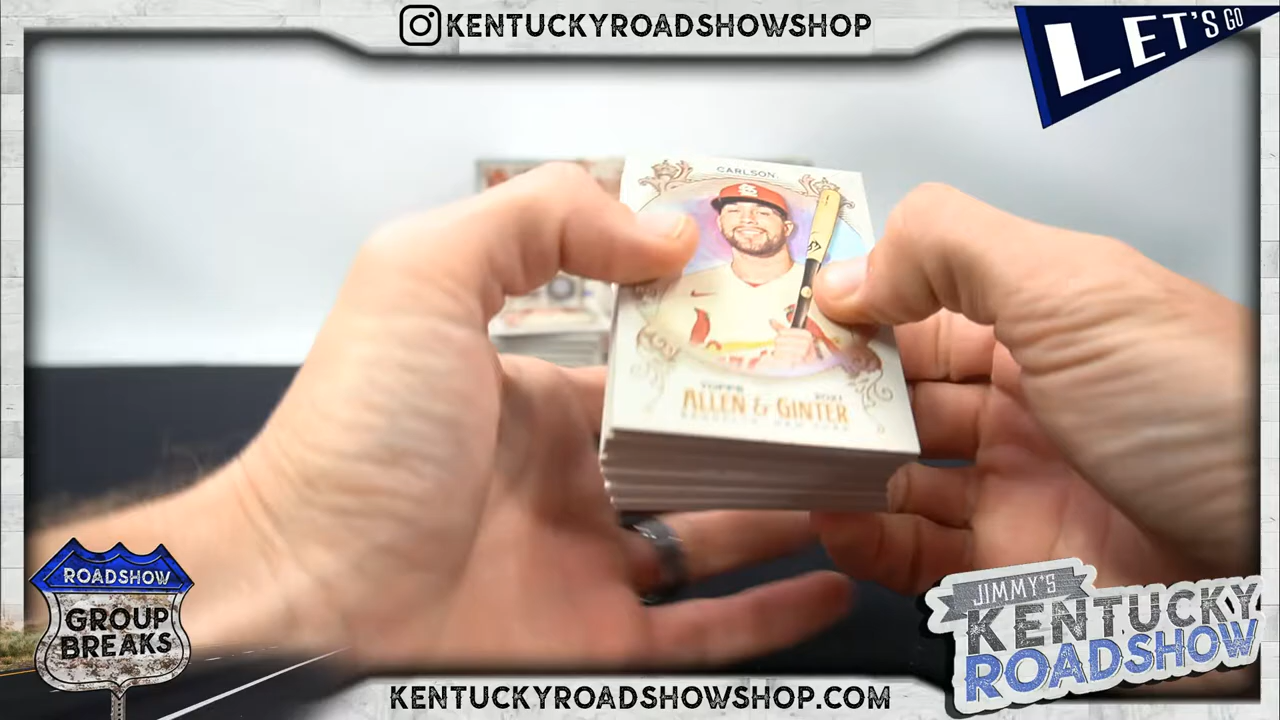 KENTUCKYROADSHOWSHOP
LET'S GO
CARLSON
TOPPS 2021
ALLEN & GINTER
ROADSHOW
GROUP
BREAKS
JIMMY'S
KENTUCKY
ROADSHOW
KENTUCKYROADSHOWSHOP.COM